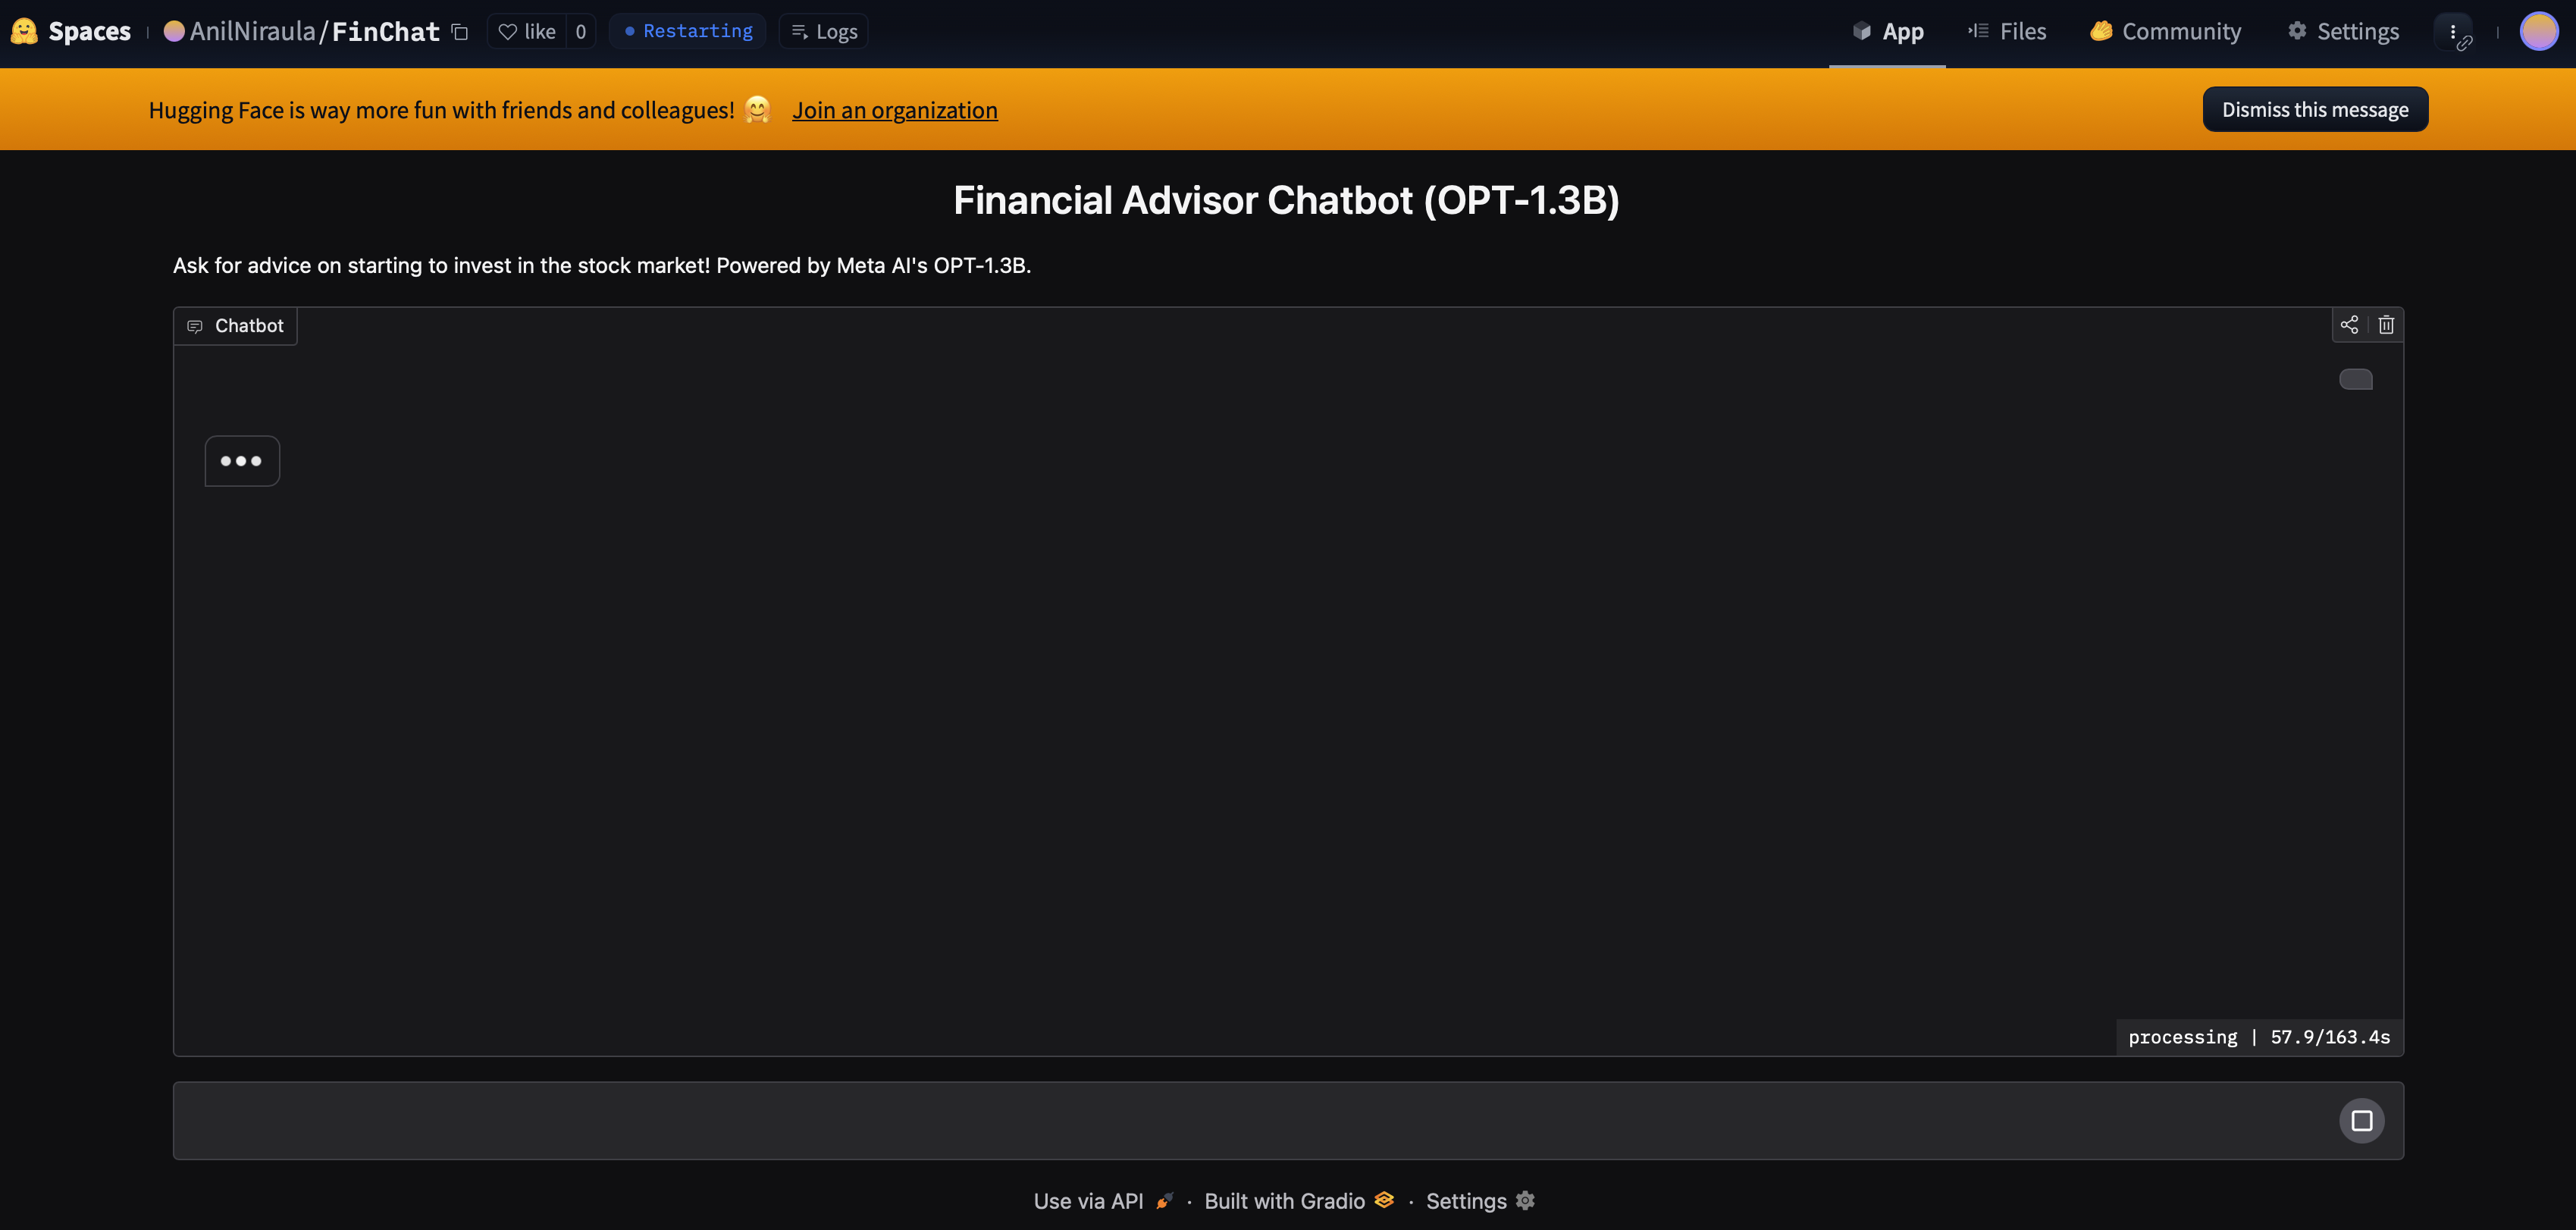 Spaces AnilNiraula/FinChat like 0 Restarting Logs App Files Community Settings
Hugging Face is way more fun with friends and colleagues! Join an organization Dismiss this message
Financial Advisor Chatbot (OPT-1.3B)
Ask for advice on starting to invest in the stock market! Powered by Meta AI's OPT-1.3B.
Chatbot
processing | 57.9/163.4s
Use via API · Built with Gradio · Settings